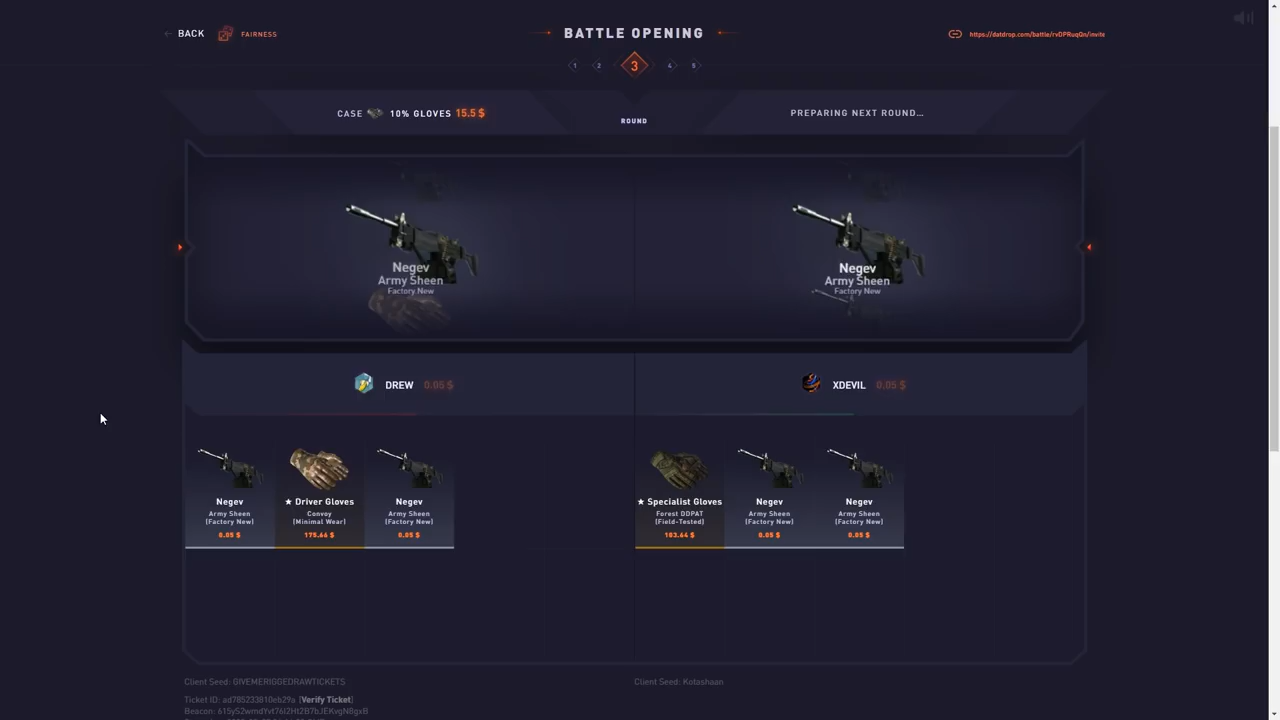 BACK
FAIRNESS
BATTLE OPENING
https://datdrop.com/battle/rvDPRuqQn/invite
1 2 3 4 5
CASE 10% GLOVES 15.5 $
ROUND
PREPARING NEXT ROUND...
Negev
Army Sheen
Factory New
Negev
Army Sheen
Factory New
DREW 0.05 $
XDEVIL 0.05 $
Negev
Army Sheen
(Factory New)
0.05 $
★ Driver Gloves
Convoy
(Minimal Wear)
175.66 $
Negev
Army Sheen
(Factory New)
0.05 $
★ Specialist Gloves
Forest DDPAT
(Field-Tested)
183.64 $
Negev
Army Sheen
(Factory New)
0.05 $
Negev
Army Sheen
(Factory New)
0.05 $
Client Seed: GIVEMERIGGEDRAWTICKETS
Client Seed: Kotashaan
Ticket ID: ad785233810eb29a (Verify Ticket)